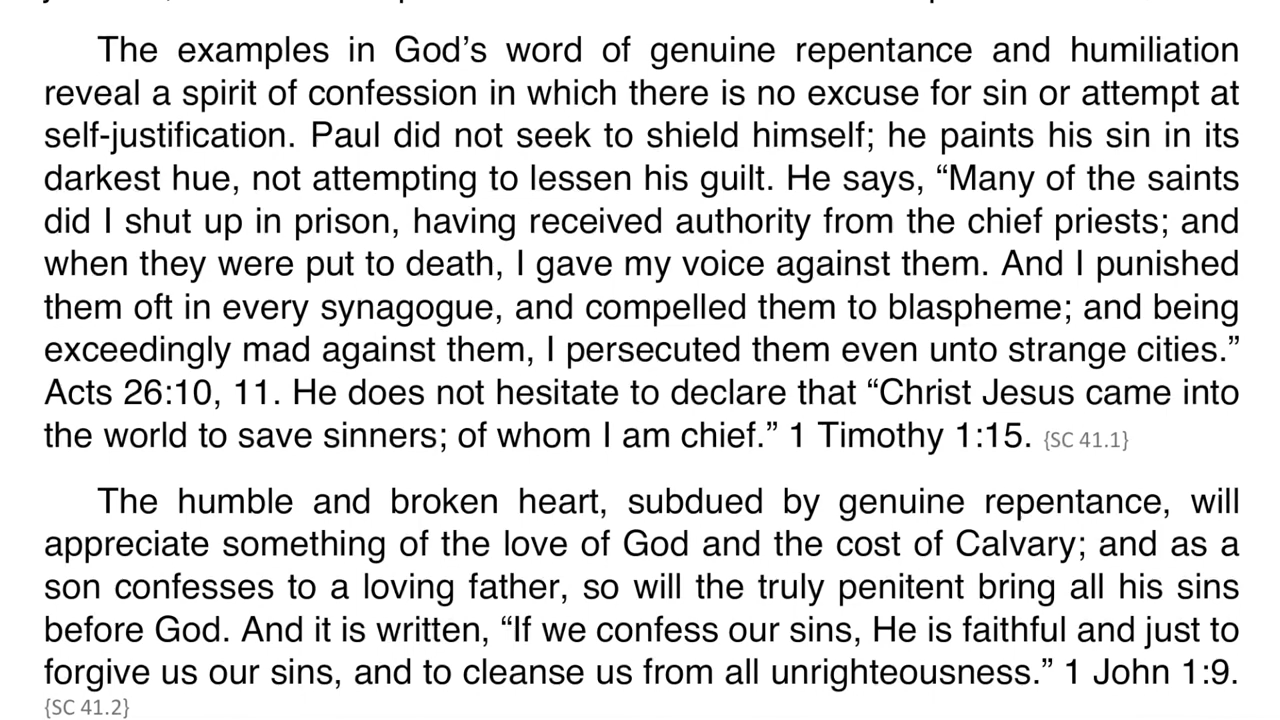 The examples in God’s word of genuine repentance and humiliation
reveal a spirit of confession in which there is no excuse for sin or attempt at
self-justification. Paul did not seek to shield himself; he paints his sin in its
darkest hue, not attempting to lessen his guilt. He says, “Many of the saints
did I shut up in prison, having received authority from the chief priests; and
when they were put to death, I gave my voice against them. And I punished
them oft in every synagogue, and compelled them to blaspheme; and being
exceedingly mad against them, I persecuted them even unto strange cities.”
Acts 26:10, 11. He does not hesitate to declare that “Christ Jesus came into
the world to save sinners; of whom I am chief.” 1 Timothy 1:15. {SC 41.1}
The humble and broken heart, subdued by genuine repentance, will
appreciate something of the love of God and the cost of Calvary; and as a
son confesses to a loving father, so will the truly penitent bring all his sins
before God. And it is written, “If we confess our sins, He is faithful and just to
forgive us our sins, and to cleanse us from all unrighteousness.” 1 John 1:9.
{SC 41.2}